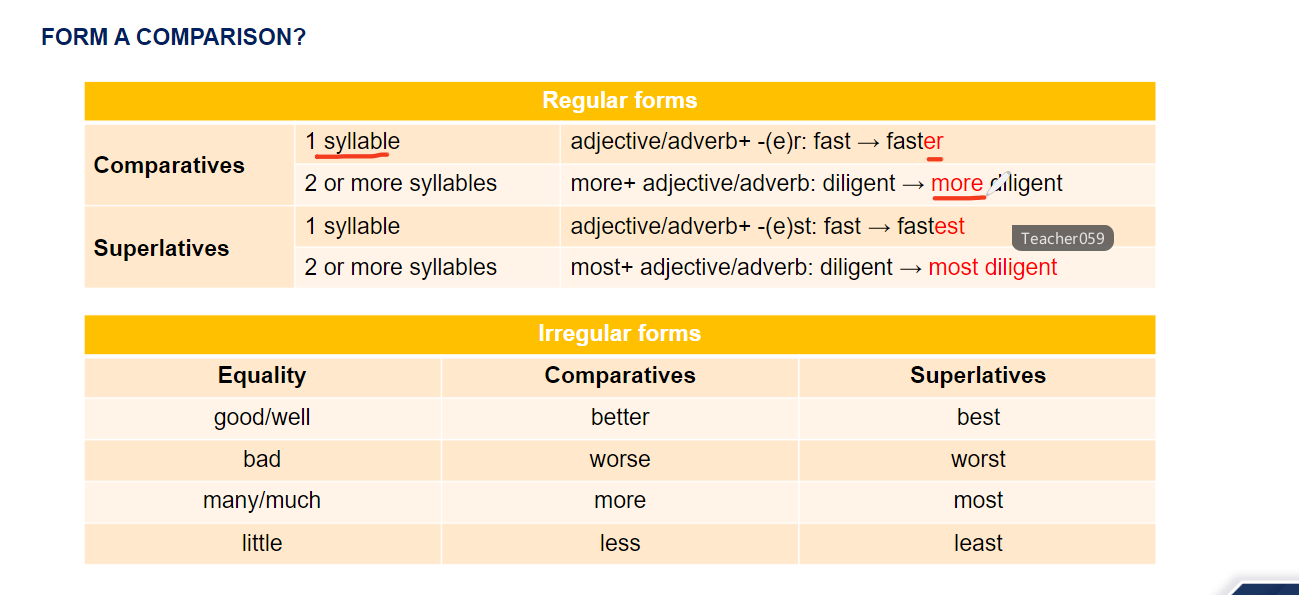 FORM A COMPARISON?
Regular forms
Comparatives
1 syllable
adjective/adverb+ -(e)r: fast → faster
2 or more syllables
more+ adjective/adverb: diligent → more diligent
Superlatives
1 syllable
adjective/adverb+ -(e)st: fast → fastest
Teacher059
2 or more syllables
most+ adjective/adverb: diligent → most diligent
Irregular forms
Equality Comparatives Superlatives
good/well better best
bad worse worst
many/much more most
little less least